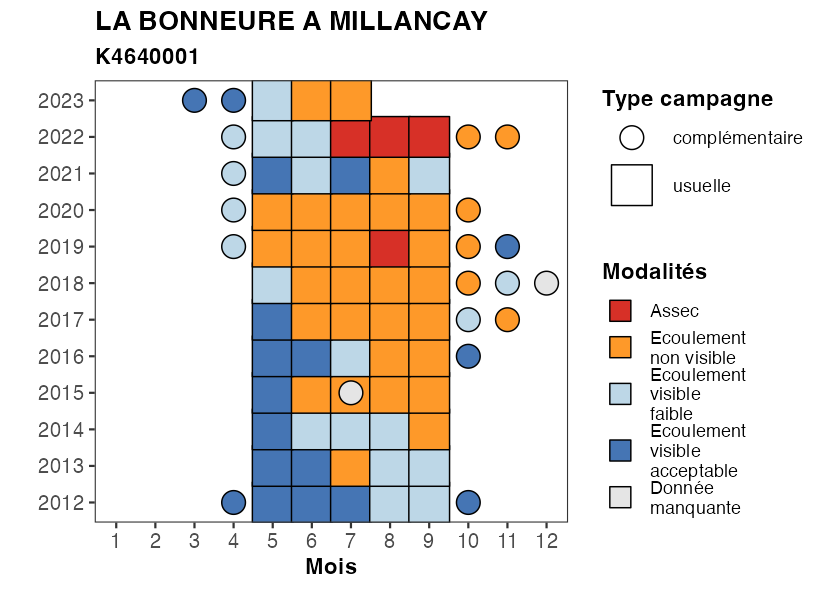 LA BONNEURE A MILLANCAY
K4640001
2023
2022
2021
2020
2019
2018
2017
2016
2015
2014
2013
2012
1 2 3 4 5 6 7 8 9 10 11 12
Mois
Type campagne
complémentaire
usuelle
Modalités
Assec
Ecoulement
non visible
Ecoulement
visible
faible
Ecoulement
visible
acceptable
Donnée
manquante